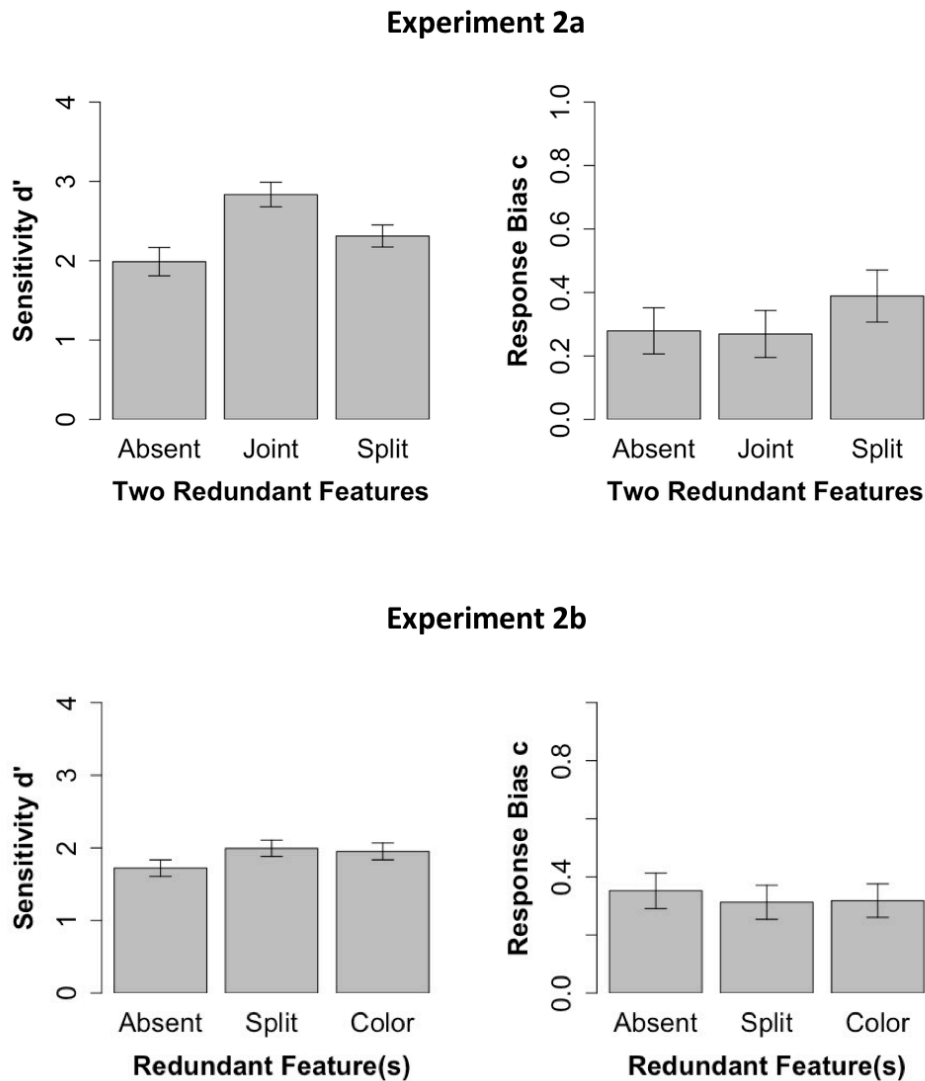 Experiment 2a
Sensitivity d'
0 1 2 3 4
Absent Joint Split
Two Redundant Features
Response Bias c
0.0 0.2 0.4 0.6 0.8 1.0
Absent Joint Split
Two Redundant Features
Experiment 2b
Sensitivity d'
0 1 2 3 4
Absent Split Color
Redundant Feature(s)
Response Bias c
0.0 0.4 0.8
Absent Split Color
Redundant Feature(s)